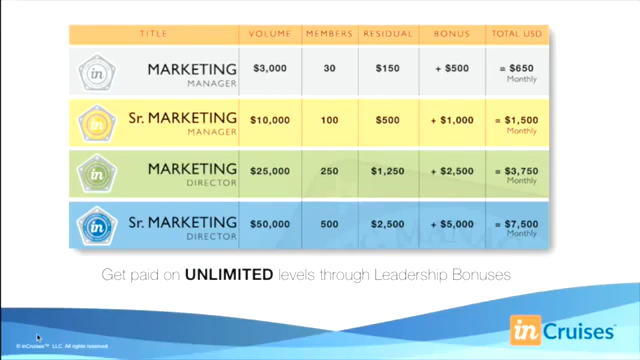 TITLE VOLUME MEMBERS RESIDUAL BONUS TOTAL USD
in MARKETING MANAGER $3,000 30 $150 + $500 = $650 Monthly
in Sr. MARKETING MANAGER $10,000 100 $500 + $1,000 = $1,500 Monthly
in MARKETING DIRECTOR $25,000 250 $1,250 + $2,500 = $3,750 Monthly
in Sr. MARKETING DIRECTOR $50,000 500 $2,500 + $5,000 = $7,500 Monthly
Get paid on UNLIMITED levels through Leadership Bonuses
© inCruises™ LLC. All rights reserved
inCruises™